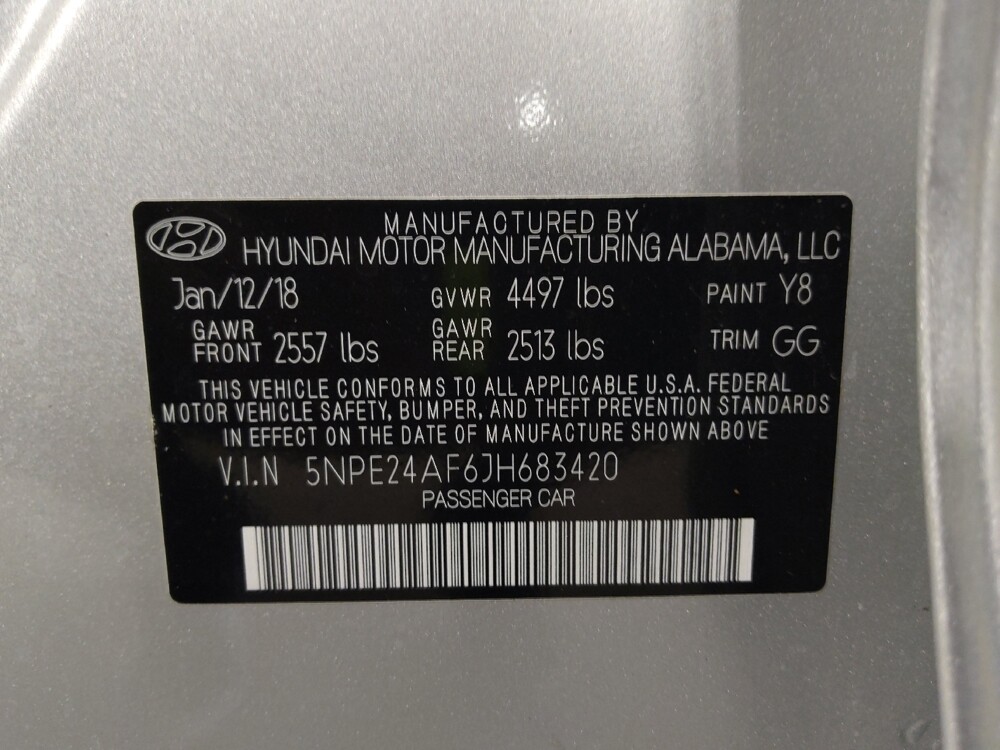 MANUFACTURED BY
HYUNDAI MOTOR MANUFACTURING ALABAMA, LLC
Jan/12/18 GVWR 4497 lbs PAINT Y8
GAWR FRONT 2557 lbs GAWR REAR 2513 lbs TRIM GG
THIS VEHICLE CONFORMS TO ALL APPLICABLE U.S.A. FEDERAL
MOTOR VEHICLE SAFETY, BUMPER, AND THEFT PREVENTION STANDARDS
IN EFFECT ON THE DATE OF MANUFACTURE SHOWN ABOVE
V.I.N 5NPE24AF6JH683420
PASSENGER CAR